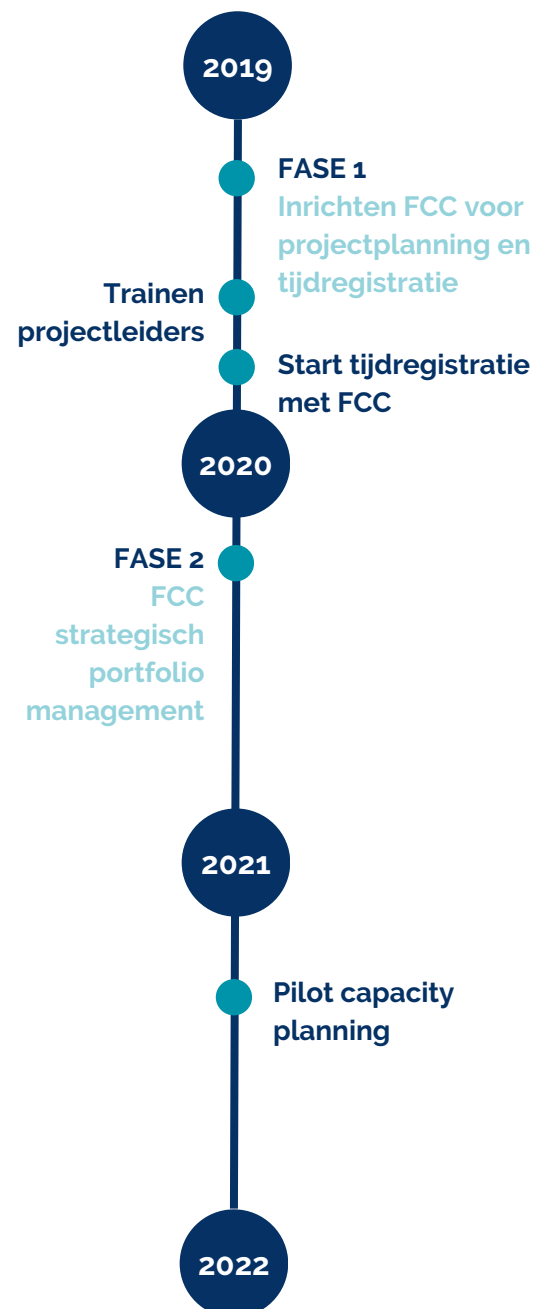 2019
FASE 1
Inrichten FCC voor
projectplanning en
tijdregistratie
Trainen
projectleiders
Start tijdregistratie
met FCC
2020
FASE 2
FCC
strategisch
portfolio
management
2021
Pilot capacity
planning
2022